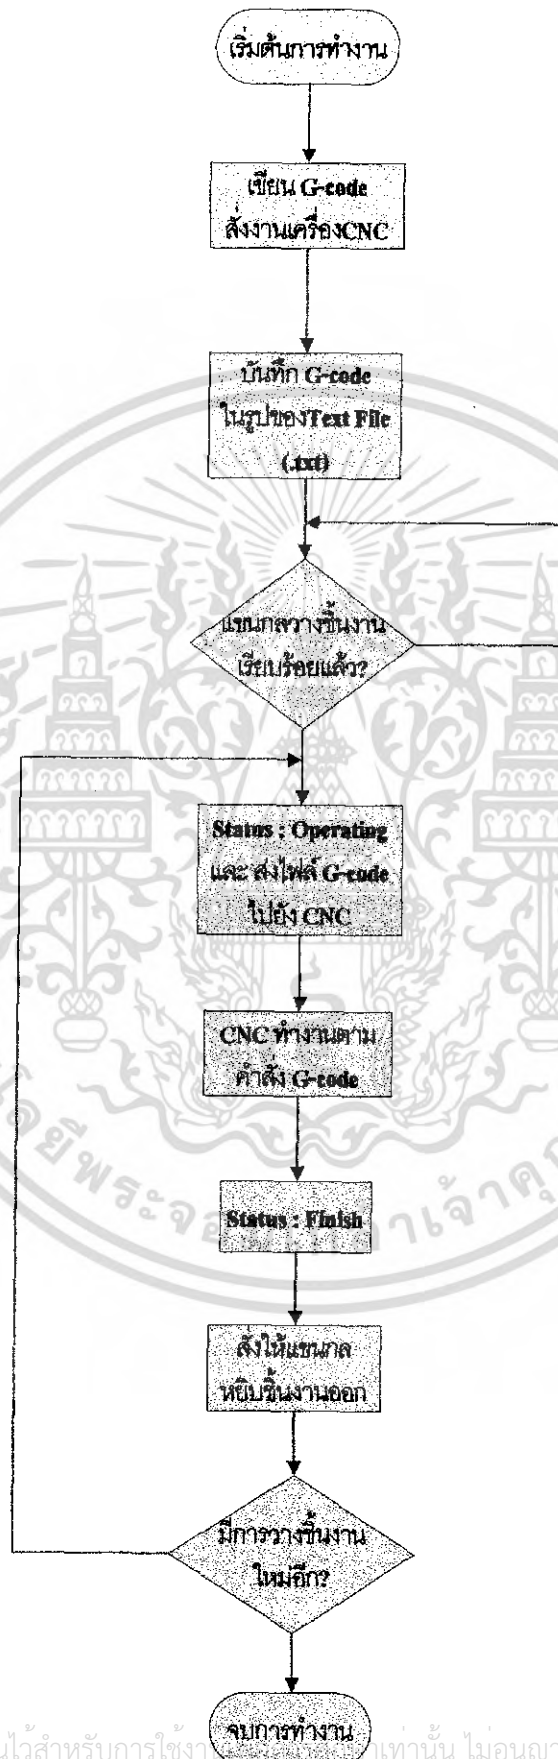 เริ่มต้นการทำงาน
เขียน G-code
สั่งงานเครื่องCNC
บันทึก G-code
ในรูปของText File
(.txt)
แขนกลวางชิ้นงาน
เรียบร้อยแล้ว?
Status : Operating
และ ส่งไฟล์ G-code
ไปยัง CNC
CNC ทำงานตาม
คำสั่ง G-code
Status : Finish
สั่งให้แขนกล
หยิบชิ้นงานออก
มีการวางชิ้นงาน
ใหม่อีก?
จบการทำงาน